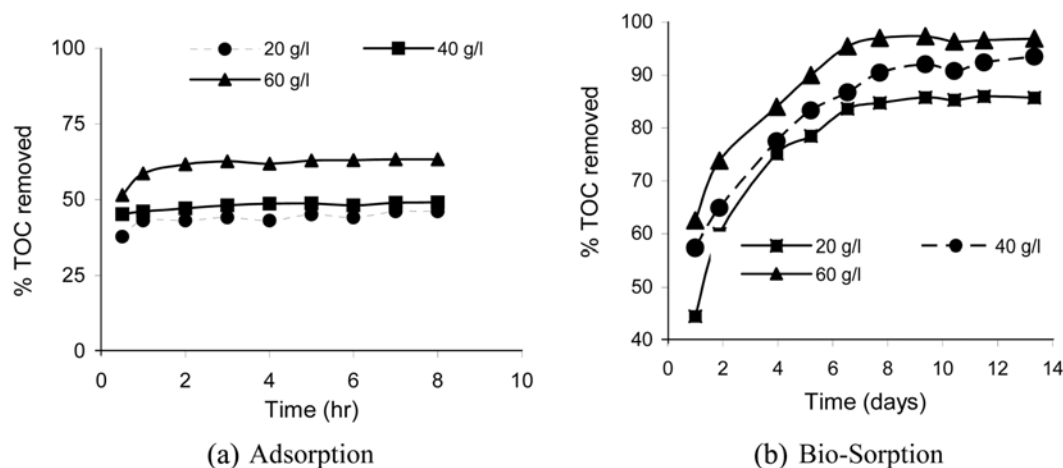 100
75
50
25
0
% TOC removed
20 g/l
40 g/l
60 g/l
0 2 4 6 8 10
Time (hr)
(a) Adsorption
100
90
80
70
60
50
40
% TOC removed
20 g/l
40 g/l
60 g/l
0 2 4 6 8 10 12 14
Time (days)
(b) Bio-Sorption